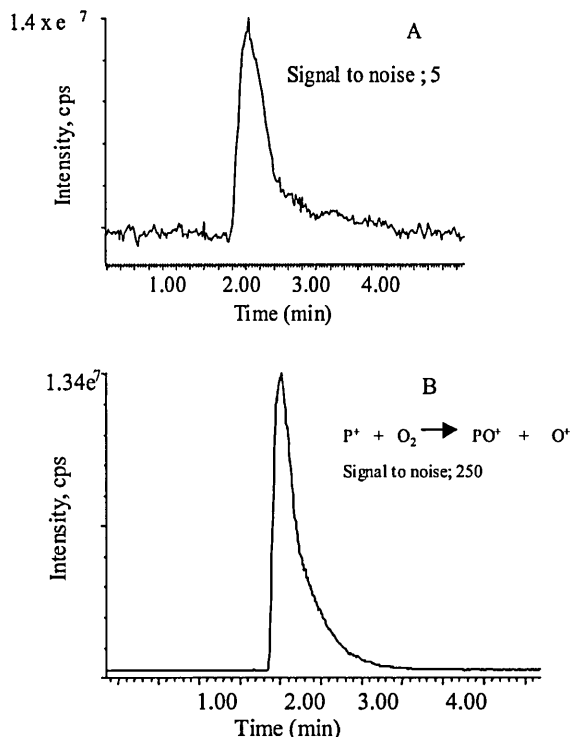 1.4 x e 7
A
Signal to noise ; 5
Intensity, cps
1.00 2.00 3.00 4.00
Time (min)
1.34e7
B
P+ + O2 → PO+ + O+
Signal to noise; 250
Intensity, cps
1.00 2.00 3.00 4.00
Time (min)